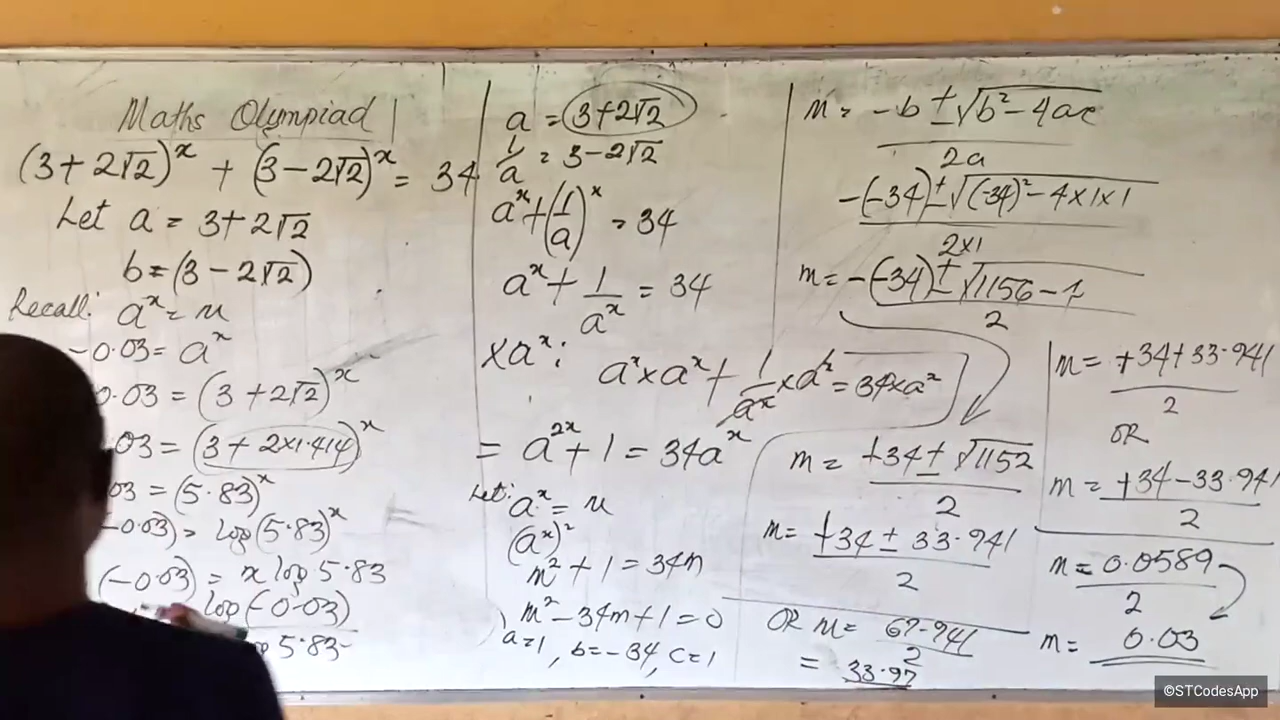 Maths Olympiad
(3+2√2)^x + (3-2√2)^x = 34
Let a = 3+2√2
b = (3-2√2)
Recall: a^x = m
-0.03 = a^x
0.03 = (3+2√2)^x
.03 = (3+2×1.414)^x
03 = (5.83)^x
-0.03) = log(5.83)^x
(-0.03) = x log 5.83
log(-0.03)
5.83
a = (3+2√2)
1/a = 3-2√2
a^x + (1/a)^x = 34
a^x + 1/a^x = 34
×a^x:
a^x × a^x + 1/a^x × a^x = 34×a^x
= a^2x + 1 = 34a^x
Let: a^x = m
(a^x)^2
m² + 1 = 34m
m² - 34m + 1 = 0
a=1, b=-34, c=1
m = -b ± √b²-4ac
2a
-(-34) ± √(-34)² - 4×1×1
2×1
m = -(-34) ± √1156-4
2
m = +34 ± √1152
2
m = +34 ± 33.941
2
OR m = 67.941
2
= 33.97
m = +34+33.941
2
OR
m = +34-33.941
2
m = 0.0589
2
m = 0.03
©STCodesApp